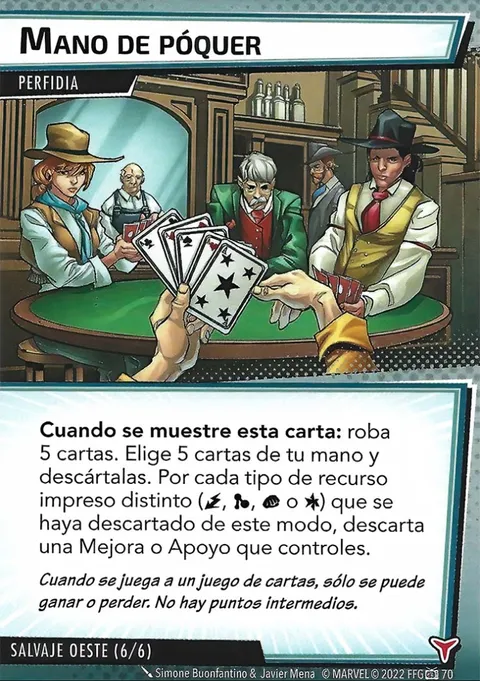 Mano de póquer
PERFIDIA
Cuando se muestre esta carta: roba
5 cartas. Elige 5 cartas de tu mano y
descártalas. Por cada tipo de recurso
impreso distinto ( , , o ) que se
haya descartado de este modo, descarta
una Mejora o Apoyo que controles.
Cuando se juega a un juego de cartas, sólo se puede
ganar o perder. No hay puntos intermedios.
SALVAJE OESTE (6/6)
Simone Buonfantino & Javier Mena © MARVEL © 2022 FFG 70